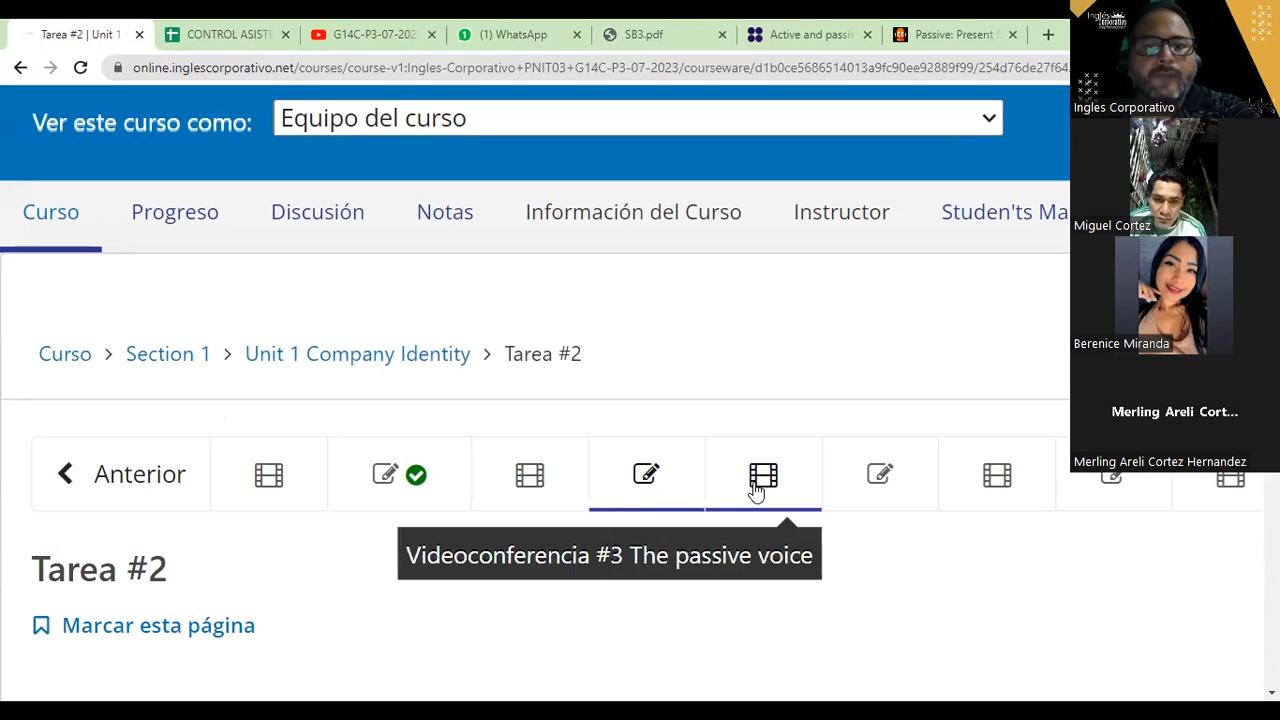 Tarea #2 | Unit 1
CONTROL ASISTE
G14C-P3-07-202
(1) WhatsApp
SB3.pdf
Active and passiv
Passive: Present S
online.inglescorporativo.net/courses/course-v1:Ingles-Corporativo+PNIT03+G14C-P3-07-2023/courseware/d1b0ce5686514013a9fc90ee92889f99/254d76de27f64
Ver este curso como:
Equipo del curso
Curso
Progreso
Discusión
Notas
Información del Curso
Instructor
Studen'ts Ma
Curso > Section 1 > Unit 1 Company Identity > Tarea #2
Anterior
Videoconferencia #3 The passive voice
Tarea #2
Marcar esta página
Inglés
Corporativo
Ingles Corporativo
Miguel Cortez
Berenice Miranda
Merling Areli Cort...
Merling Areli Cortez Hernandez